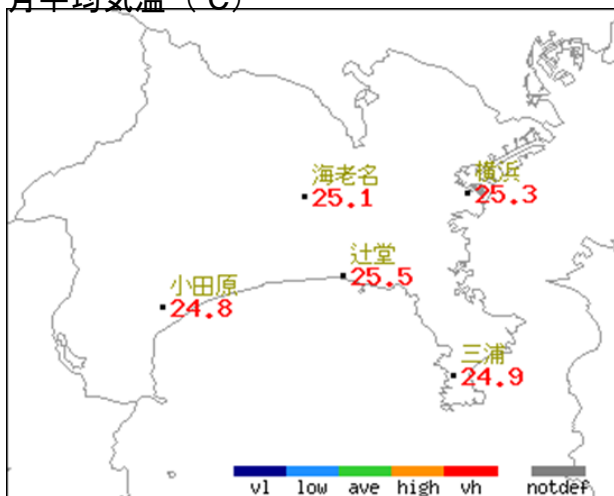 月平均気温（℃）
海老名
25.1
横浜
25.3
辻堂
25.5
小田原
24.8
三浦
24.9
vl low ave high vh notdef